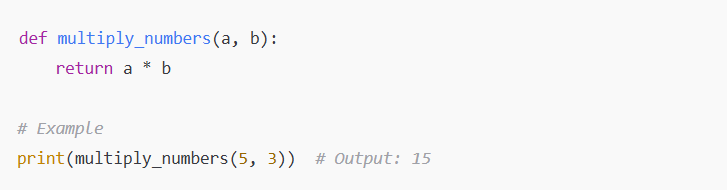 def multiply_numbers(a, b):
    return a * b
# Example
print(multiply_numbers(5, 3))  # Output: 15